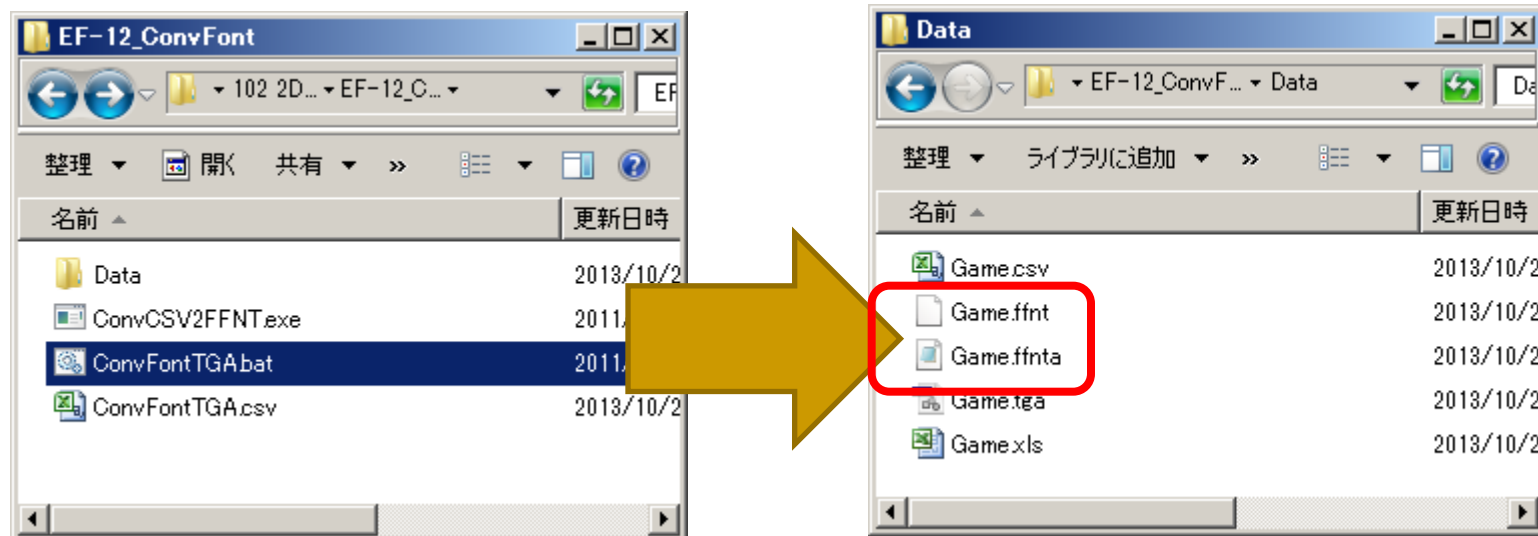 EF-12_ConvFont
102 2D... EF-12_C... EF
整理 開く 共有 »
名前 更新日時
Data 2013/10/2
ConvCSV2FFNT.exe 2011/
ConvFontTGA.bat 2011/
ConvFontTGA.csv 2013/10/2
Data
EF-12_ConvF... Data Da
整理 ライブラリに追加 »
名前 更新日時
Game.csv 2013/10/2
Game.ffnt 2013/10/2
Game.ffnta 2013/10/2
Game.tga 2013/10/2
Game.xls 2013/10/2